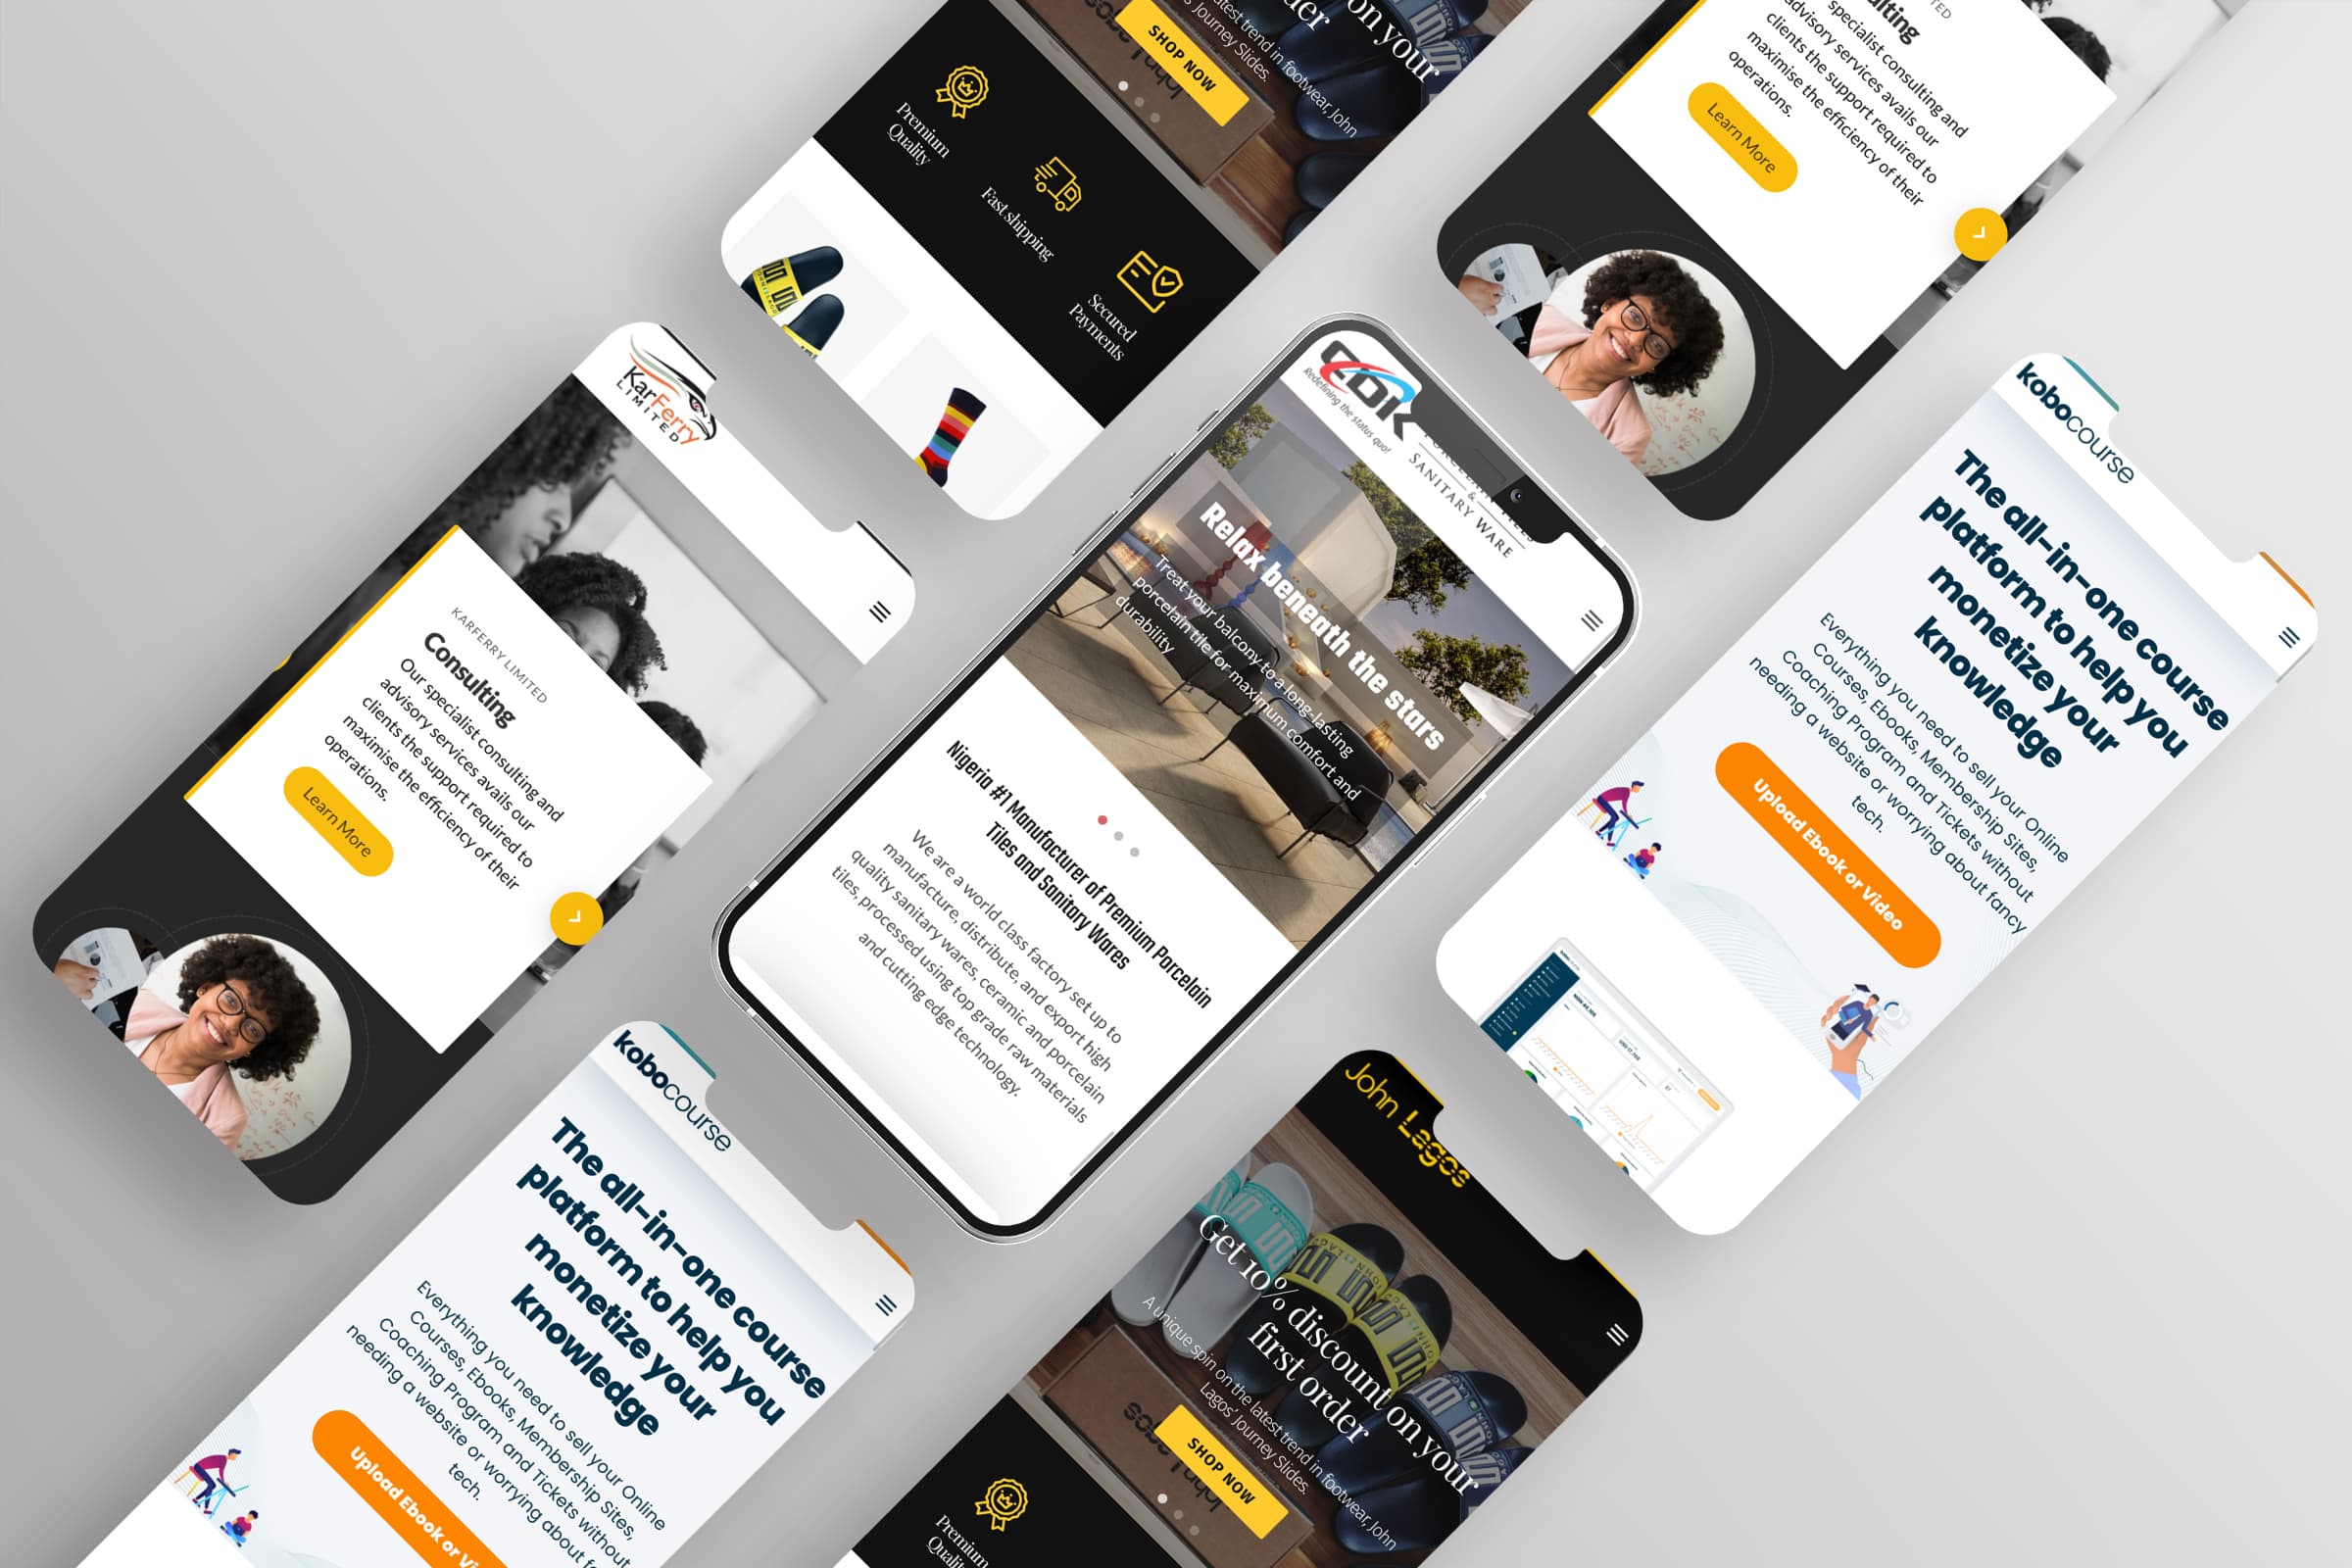 on your
order
latest trend in footwear, John
s Journey Slides.
SHOP NOW
Premium
Quality
Fast shipping
Secured
Payments
specialist consulting and
advisory services avails our
clients the support required to
maximise the efficiency of their
operations.
Learn More
KarFerry
LIMITED
KARFERRY LIMITED
Consulting
Our specialist consulting and
advisory services avails our
clients the support required to
maximise the efficiency of their
operations.
Learn More
CDK
Redefining the status quo!
&
SANITARY WARE
Relax beneath the stars
Treat your balcony to a long-lasting
porcelain tile for maximum comfort and
durability
Nigeria #1 Manufacturer of Premium Porcelain
Tiles and Sanitary Wares
We are a world class factory set up to
manufacture, distribute, and export high
quality sanitary wares, ceramic and porcelain
tiles, processed using top grade raw materials
and cutting edge technology.
kobocourse
The all-in-one course
platform to help you
monetize your
knowledge
Everything you need to sell your Online
Courses, Ebooks, Membership Sites,
Coaching Program and Tickets without
needing a website or worrying about fancy
tech.
Upload Ebook or Video
kobocourse
The all-in-one course
platform to help you
monetize your
knowledge
Everything you need to sell your Online
Courses, Ebooks, Membership Sites,
Coaching Program and Tickets without
needing a website or worrying about f
tech.
Upload Ebook or Vi
John Lagos
Get 10% discount on your
first order
A unique spin on the latest trend in footwear, John
Lagos' Journey Slides.
John Lagos
SHOP NOW
Premium
Quality